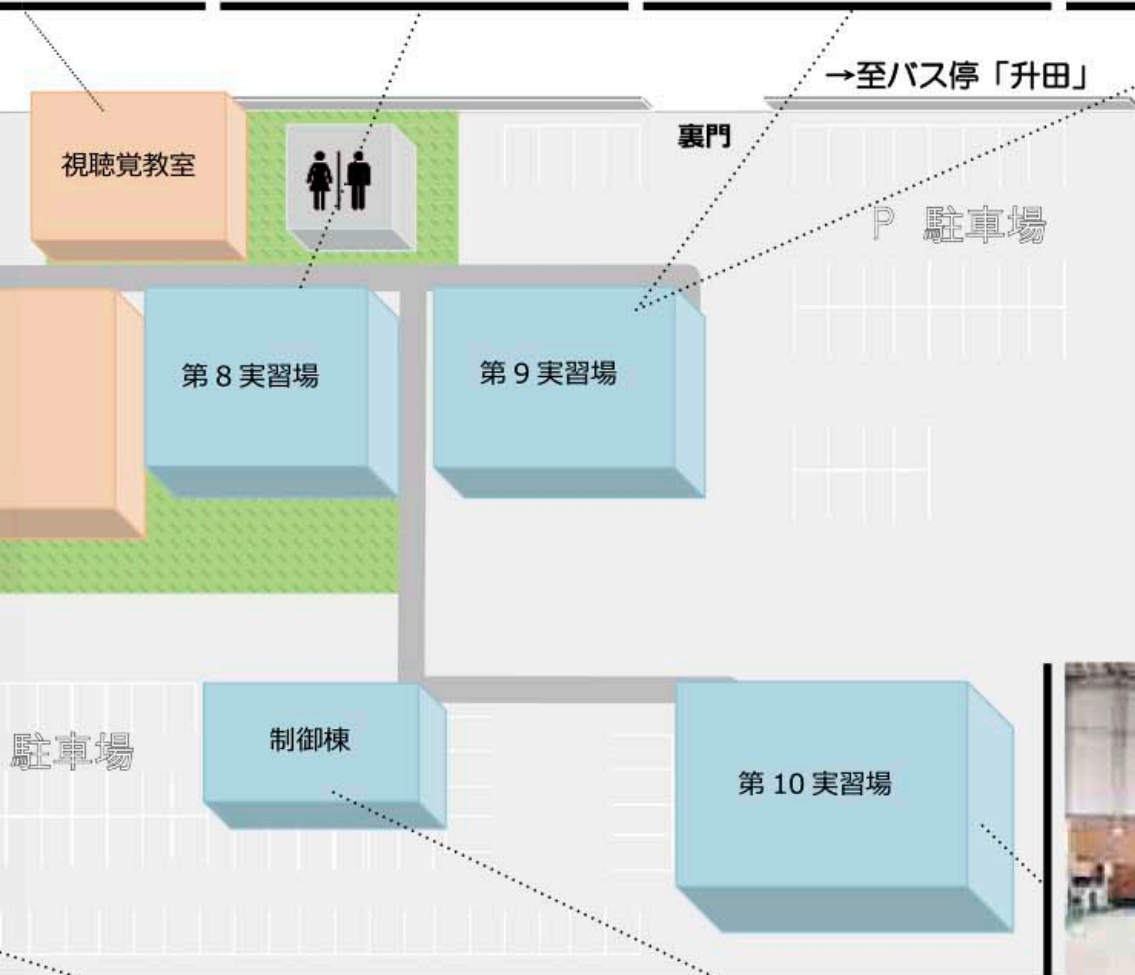 →至バス停「升田」
視聴覚教室
裏門
P 駐車場
第 8 実習場
第 9 実習場
駐車場
制御棟
第 10 実習場